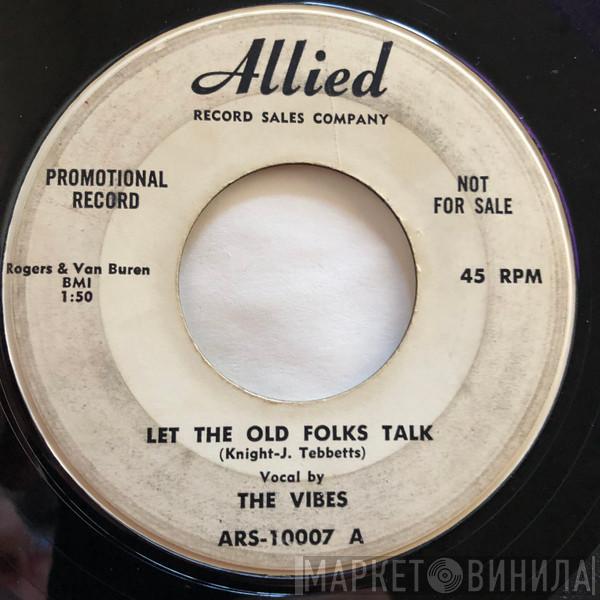 Allied
RECORD SALES COMPANY
PROMOTIONAL
RECORD
NOT
FOR SALE
Rogers & Van Buren
BMI
1:50
45 RPM
LET THE OLD FOLKS TALK
(Knight-J. Tebbetts)
Vocal by
THE VIBES
ARS-10007 A
МАРКЕТ ВИНИЛА